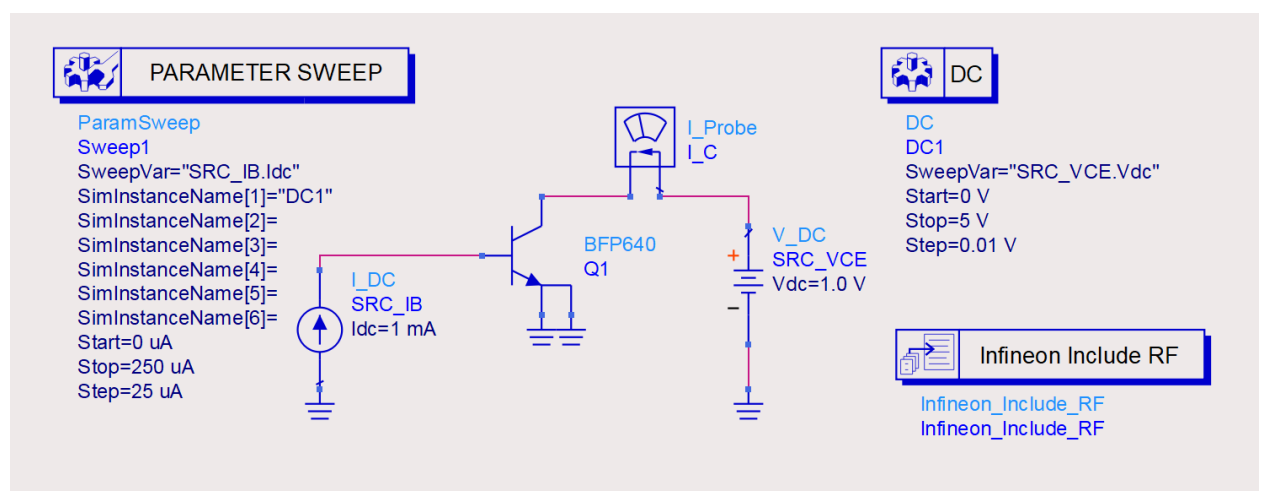 PARAMETER SWEEP
ParamSweep
Sweep1
SweepVar="SRC_IB.Idc"
SimInstanceName[1]="DC1"
SimInstanceName[2]=
SimInstanceName[3]=
SimInstanceName[4]=
SimInstanceName[5]=
SimInstanceName[6]=
Start=0 uA
Stop=250 uA
Step=25 uA
I_DC
SRC_IB
Idc=1 mA
BFP640
Q1
I_Probe
I_C
+
V_DC
SRC_VCE
Vdc=1.0 V
−
DC
DC
DC1
SweepVar="SRC_VCE.Vdc"
Start=0 V
Stop=5 V
Step=0.01 V
Infineon Include RF
Infineon_Include_RF
Infineon_Include_RF